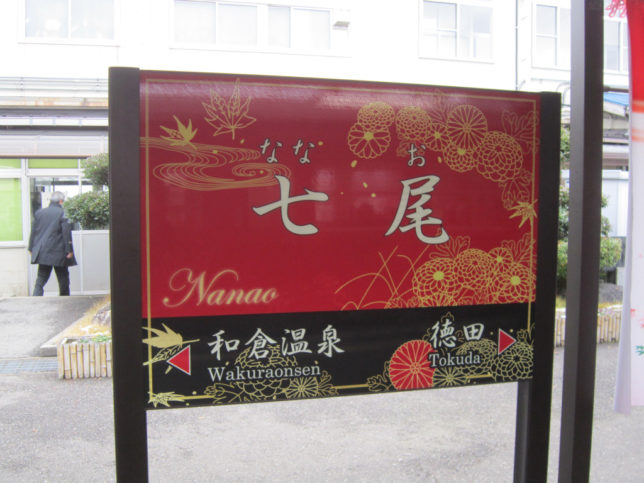 なな お
七尾
Nanao
和倉温泉 徳田
Wakuraonsen Tokuda